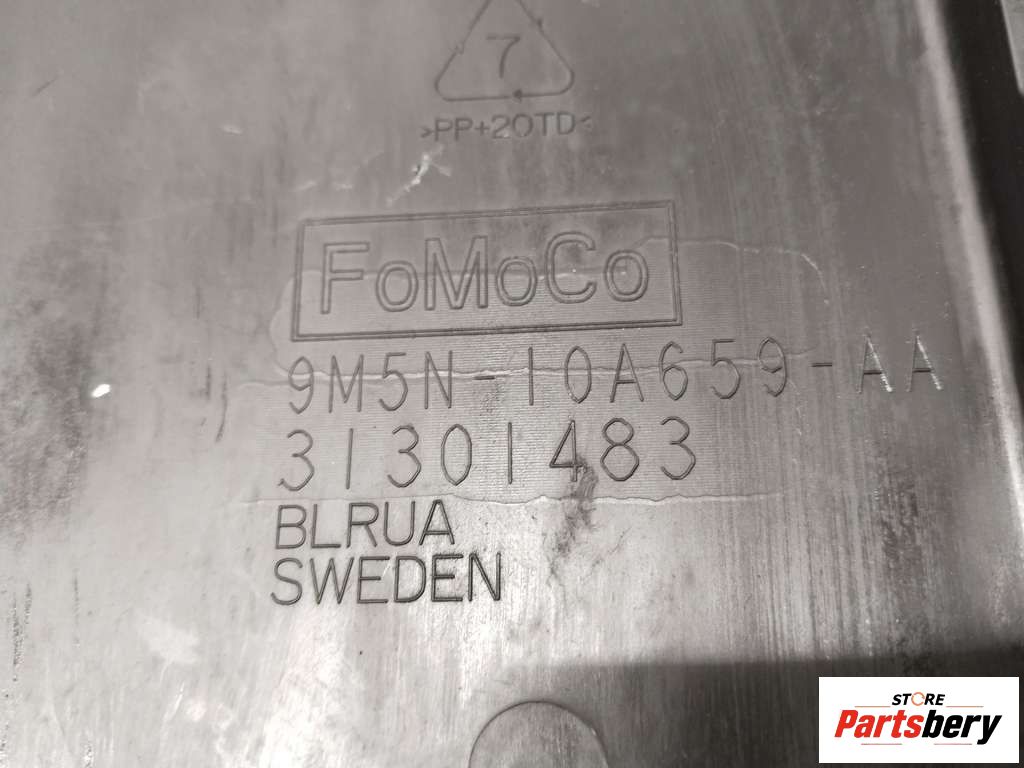 7
>PP+20TD<
FoMoCo
9M5N-10A659-AA
31301483
BLRUA
SWEDEN
STORE
Partsbery